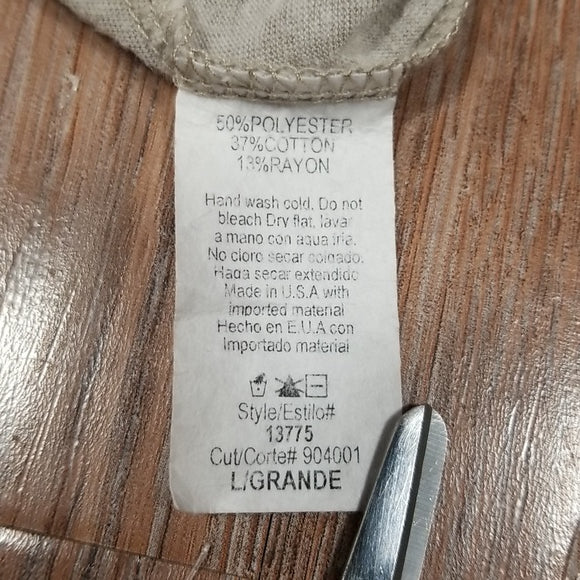 50%POLYESTER
37%COTTON
13%RAYON
Hand wash cold. Do not
bleach Dry flat, lavar
a mano con aqua fria.
No cloro secar colgado.
Haga secar extendido
Made in U.S.A with
imported material
Hecho en E.U.A con
Importado material
Style/Estilo#
13775
Cut/Corte# 904001
L/GRANDE